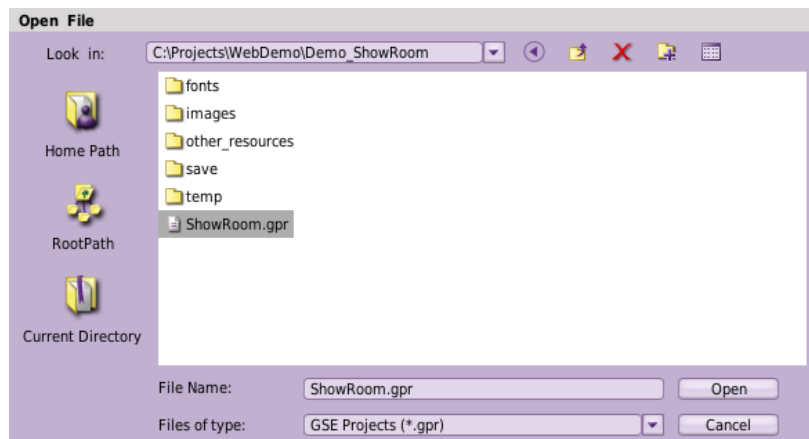 Open File
Look in: C:\Projects\WebDemo\Demo_ShowRoom
fonts
images
other_resources
save
temp
ShowRoom.gpr
Home Path
RootPath
Current Directory
File Name: ShowRoom.gpr Open
Files of type: GSE Projects (*.gpr) Cancel